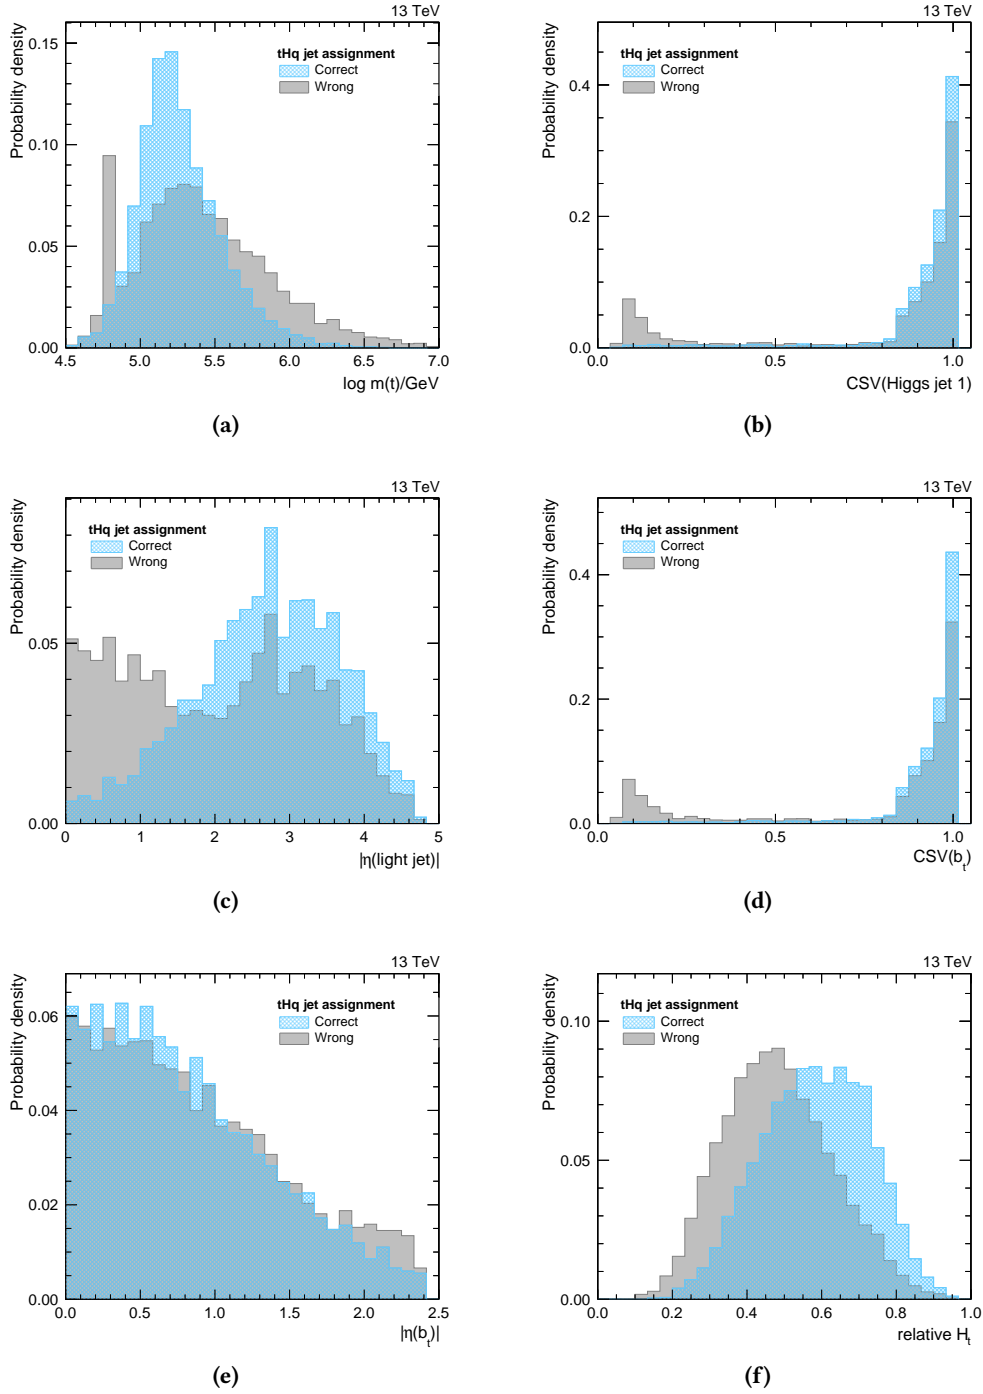 13 TeV
Probability density
0.15
0.10
0.05
0.00
tHq jet assignment
Correct
Wrong
4.5 5.0 5.5 6.0 6.5 7.0
log m(t)/GeV
(a)
13 TeV
Probability density
0.4
0.2
0.0
tHq jet assignment
Correct
Wrong
0.0 0.5 1.0
CSV(Higgs jet 1)
(b)
13 TeV
Probability density
0.05
0.00
tHq jet assignment
Correct
Wrong
0 1 2 3 4 5
|η(light jet)|
(c)
13 TeV
Probability density
0.4
0.2
0.0
tHq jet assignment
Correct
Wrong
0.0 0.5 1.0
CSV(b_t)
(d)
13 TeV
Probability density
0.06
0.04
0.02
0.00
tHq jet assignment
Correct
Wrong
0.0 0.5 1.0 1.5 2.0 2.5
|η(b_t)|
(e)
13 TeV
Probability density
0.10
0.05
0.00
tHq jet assignment
Correct
Wrong
0.0 0.2 0.4 0.6 0.8 1.0
relative H_t
(f)